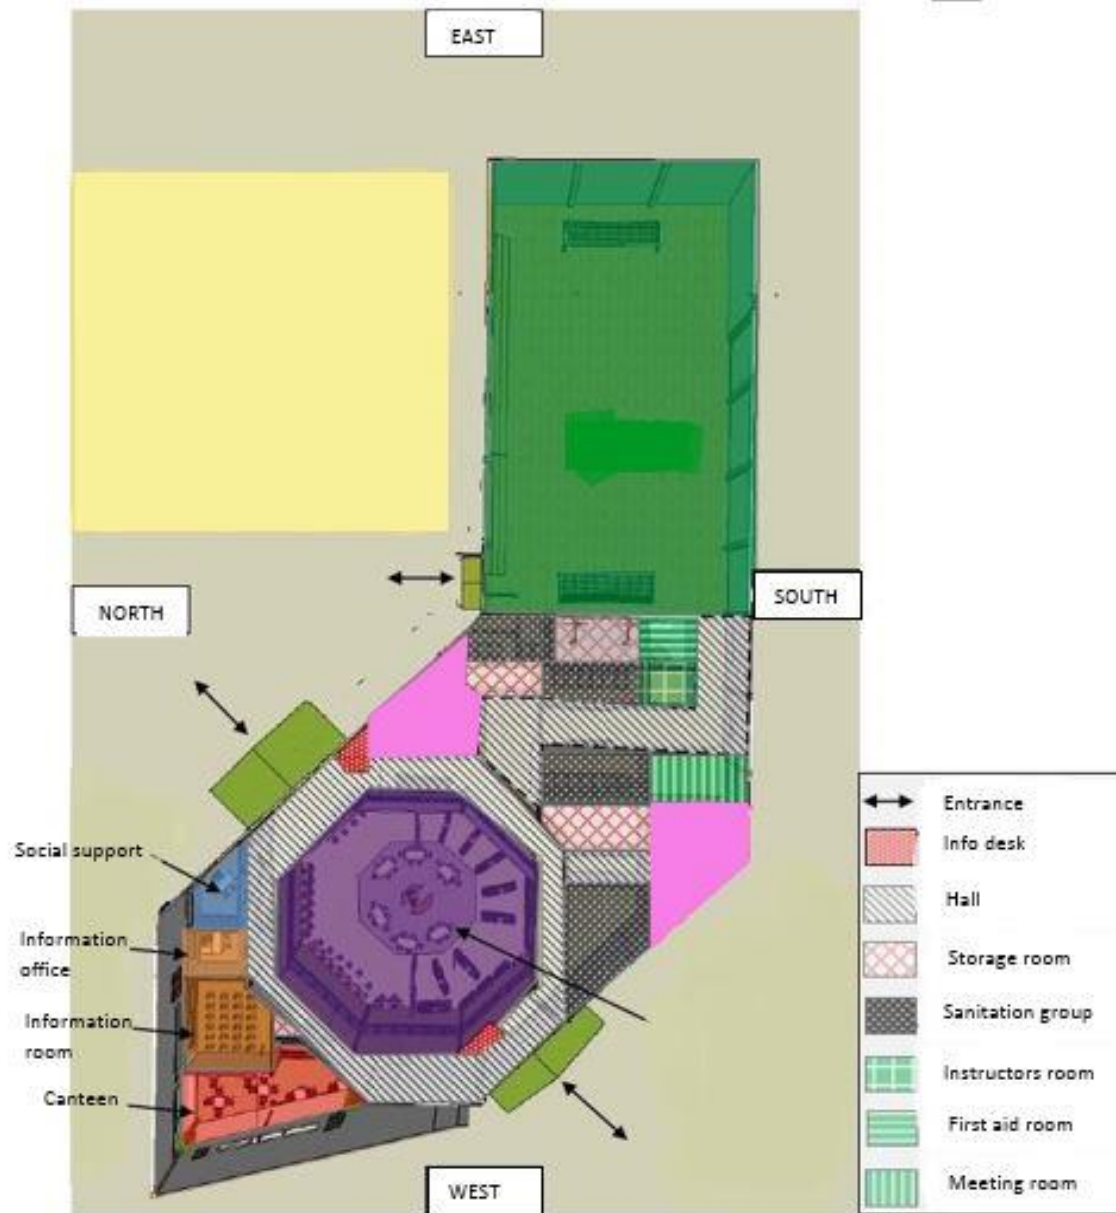 EAST
NORTH
SOUTH
Social support
Information
office
Information
room
Canteen
WEST
Entrance
Info desk
Hall
Storage room
Sanitation group
Instructors room
First aid room
Meeting room